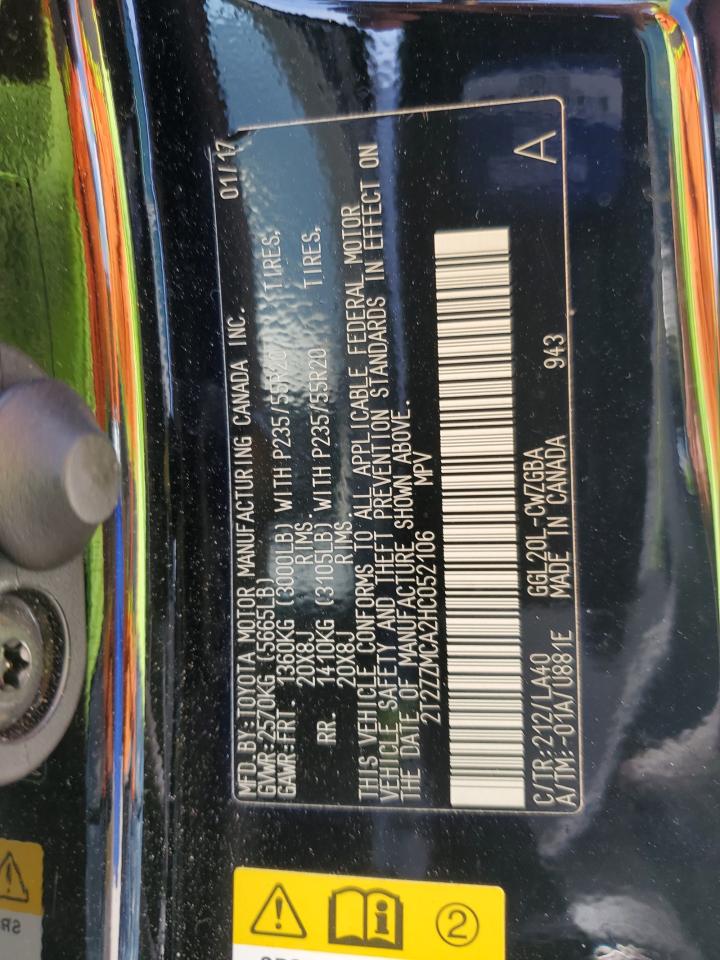 MFD.BY:TOYOTA MOTOR MANUFACTURING CANADA INC. 01/17
GVWR:2570KG (5665LB)
GAWR:FRT 1360KG (3000LB) WITH P235/55R20 TIRES,
20X8J RIMS
RR. 1410KG (3105LB) WITH P235/55R20 TIRES,
20X8J RIMS
THIS VEHICLE CONFORMS TO ALL APPLICABLE FEDERAL MOTOR
VEHICLE SAFETY AND THEFT PREVENTION STANDARDS IN EFFECT ON
THE DATE OF MANUFACTURE SHOWN ABOVE.
2T2ZZMCA2HC052106 MPV
C/TR:212/LA40 GGL20L-CWZGBA
A/TM:-01A/U881E MADE IN CANADA 943 A
2